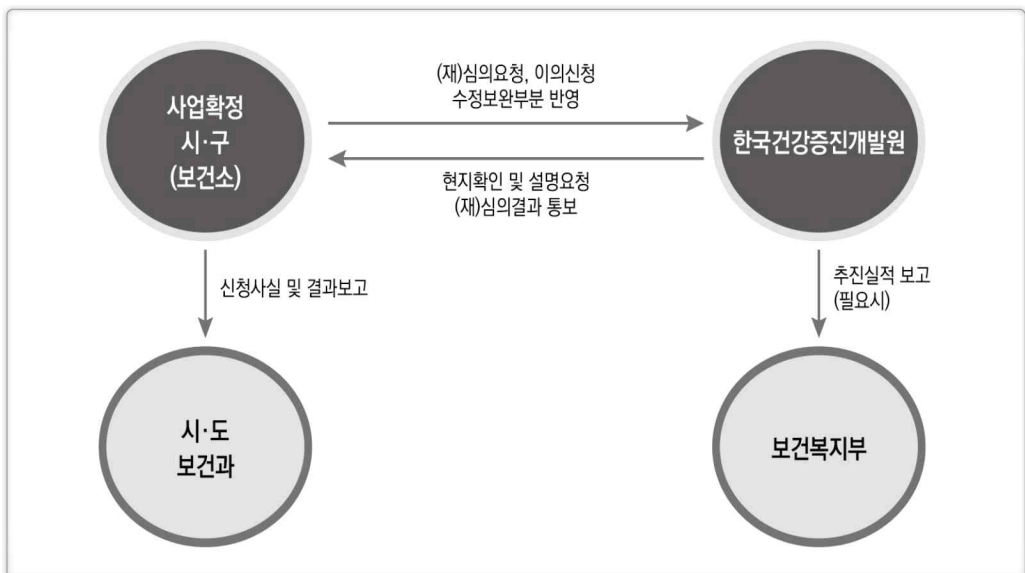 사업확정
시·구
(보건소)
(재)심의요청, 이의신청
수정보완부분 반영
한국건강증진개발원
현지확인 및 설명요청
(재)심의결과 통보
신청사실 및 결과보고
추진실적 보고
(필요시)
시·도
보건과
보건복지부